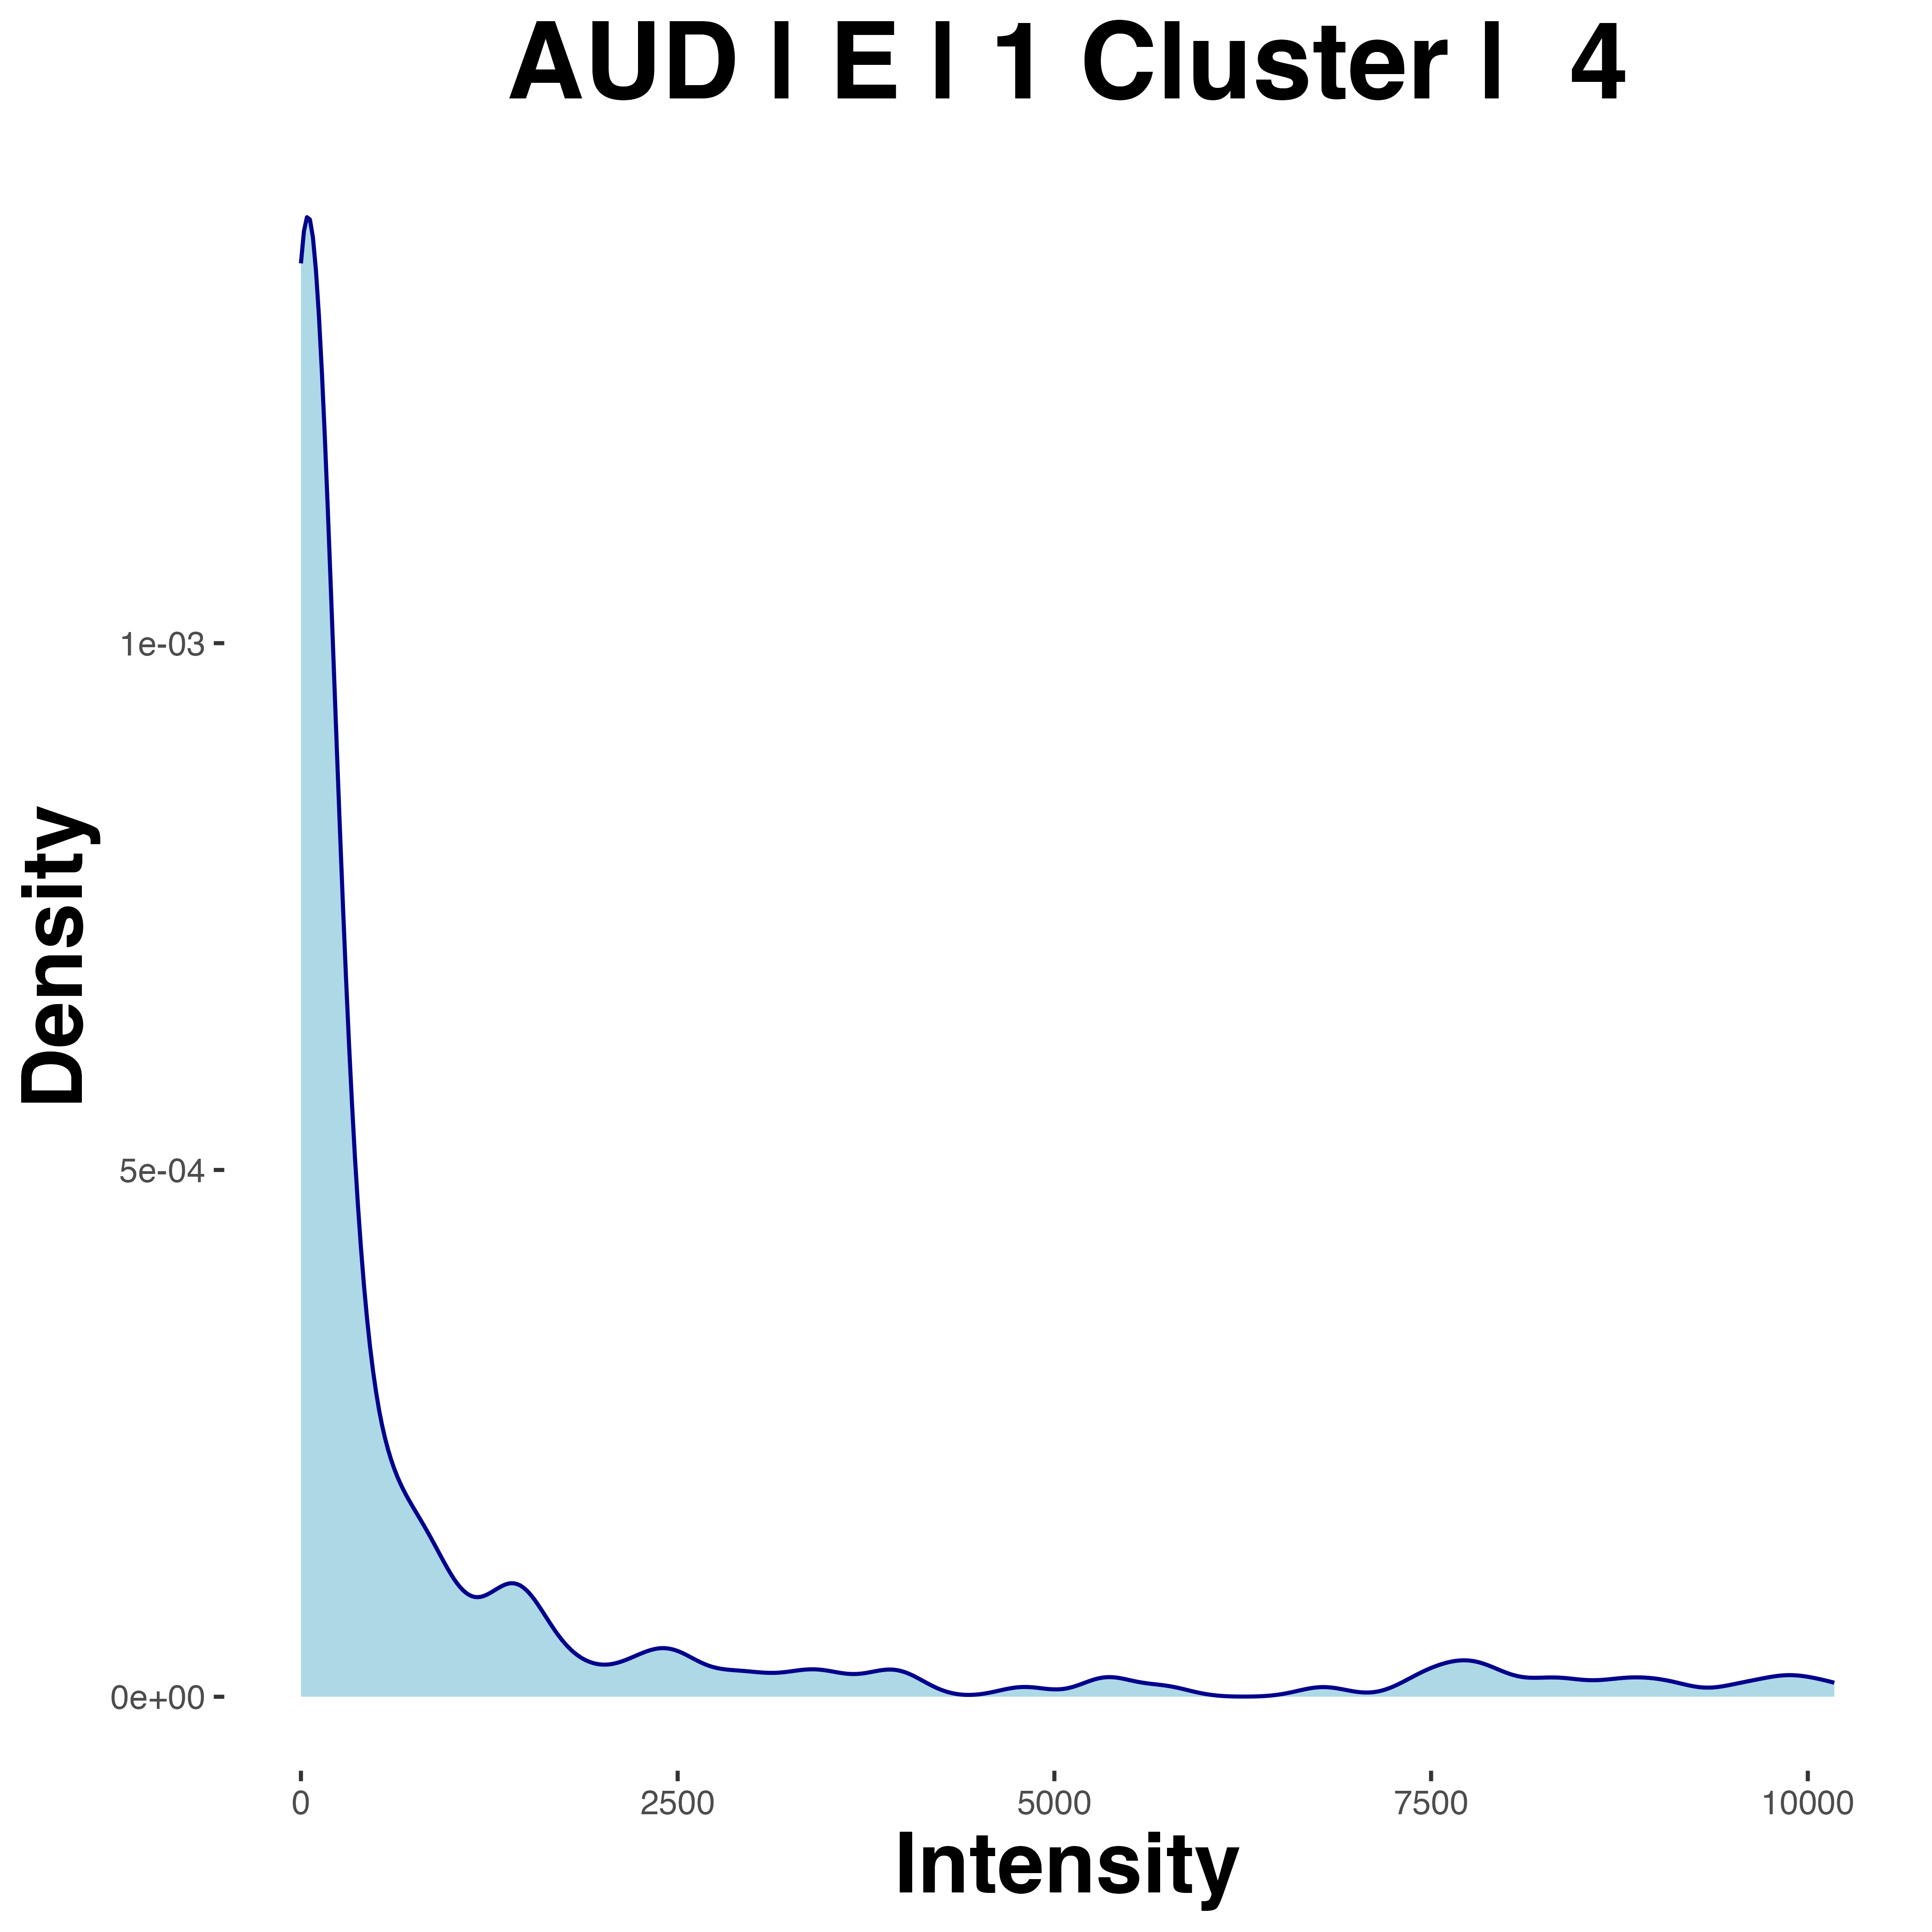 AUD | E | 1 Cluster |  4
Density
1e-03
5e-04
0e+00
0 2500 5000 7500 10000
Intensity